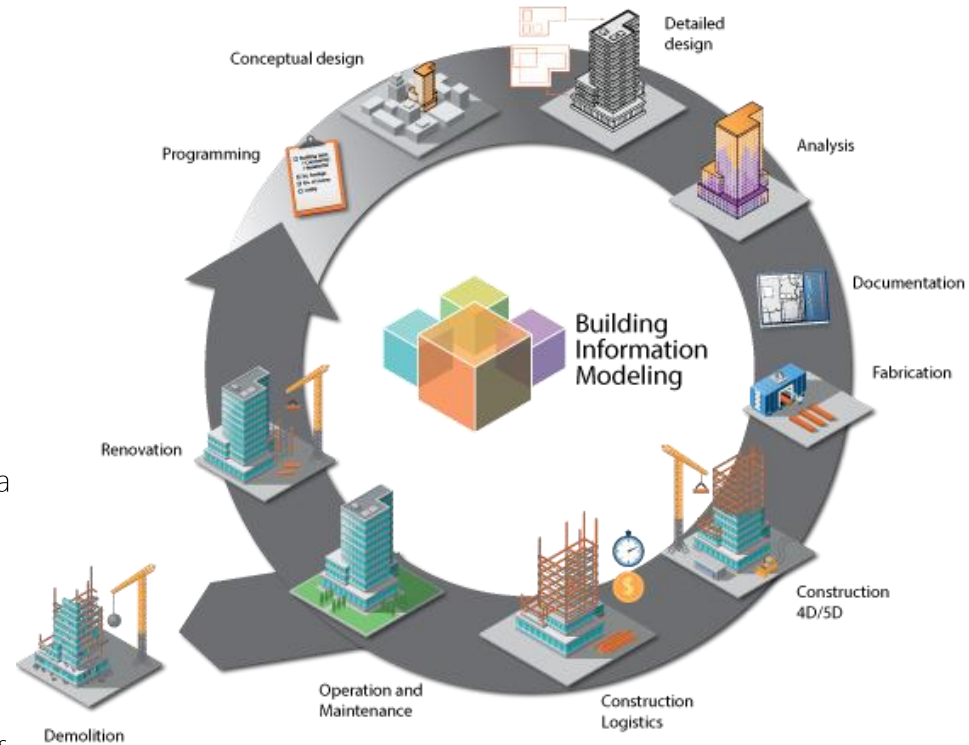 Detailed
design
Conceptual design
Programming
Analysis
Documentation
Building
Information
Modeling
Fabrication
Renovation
a
Construction
4D/5D
Operation and
Maintenance
Construction
Logistics
Demolition